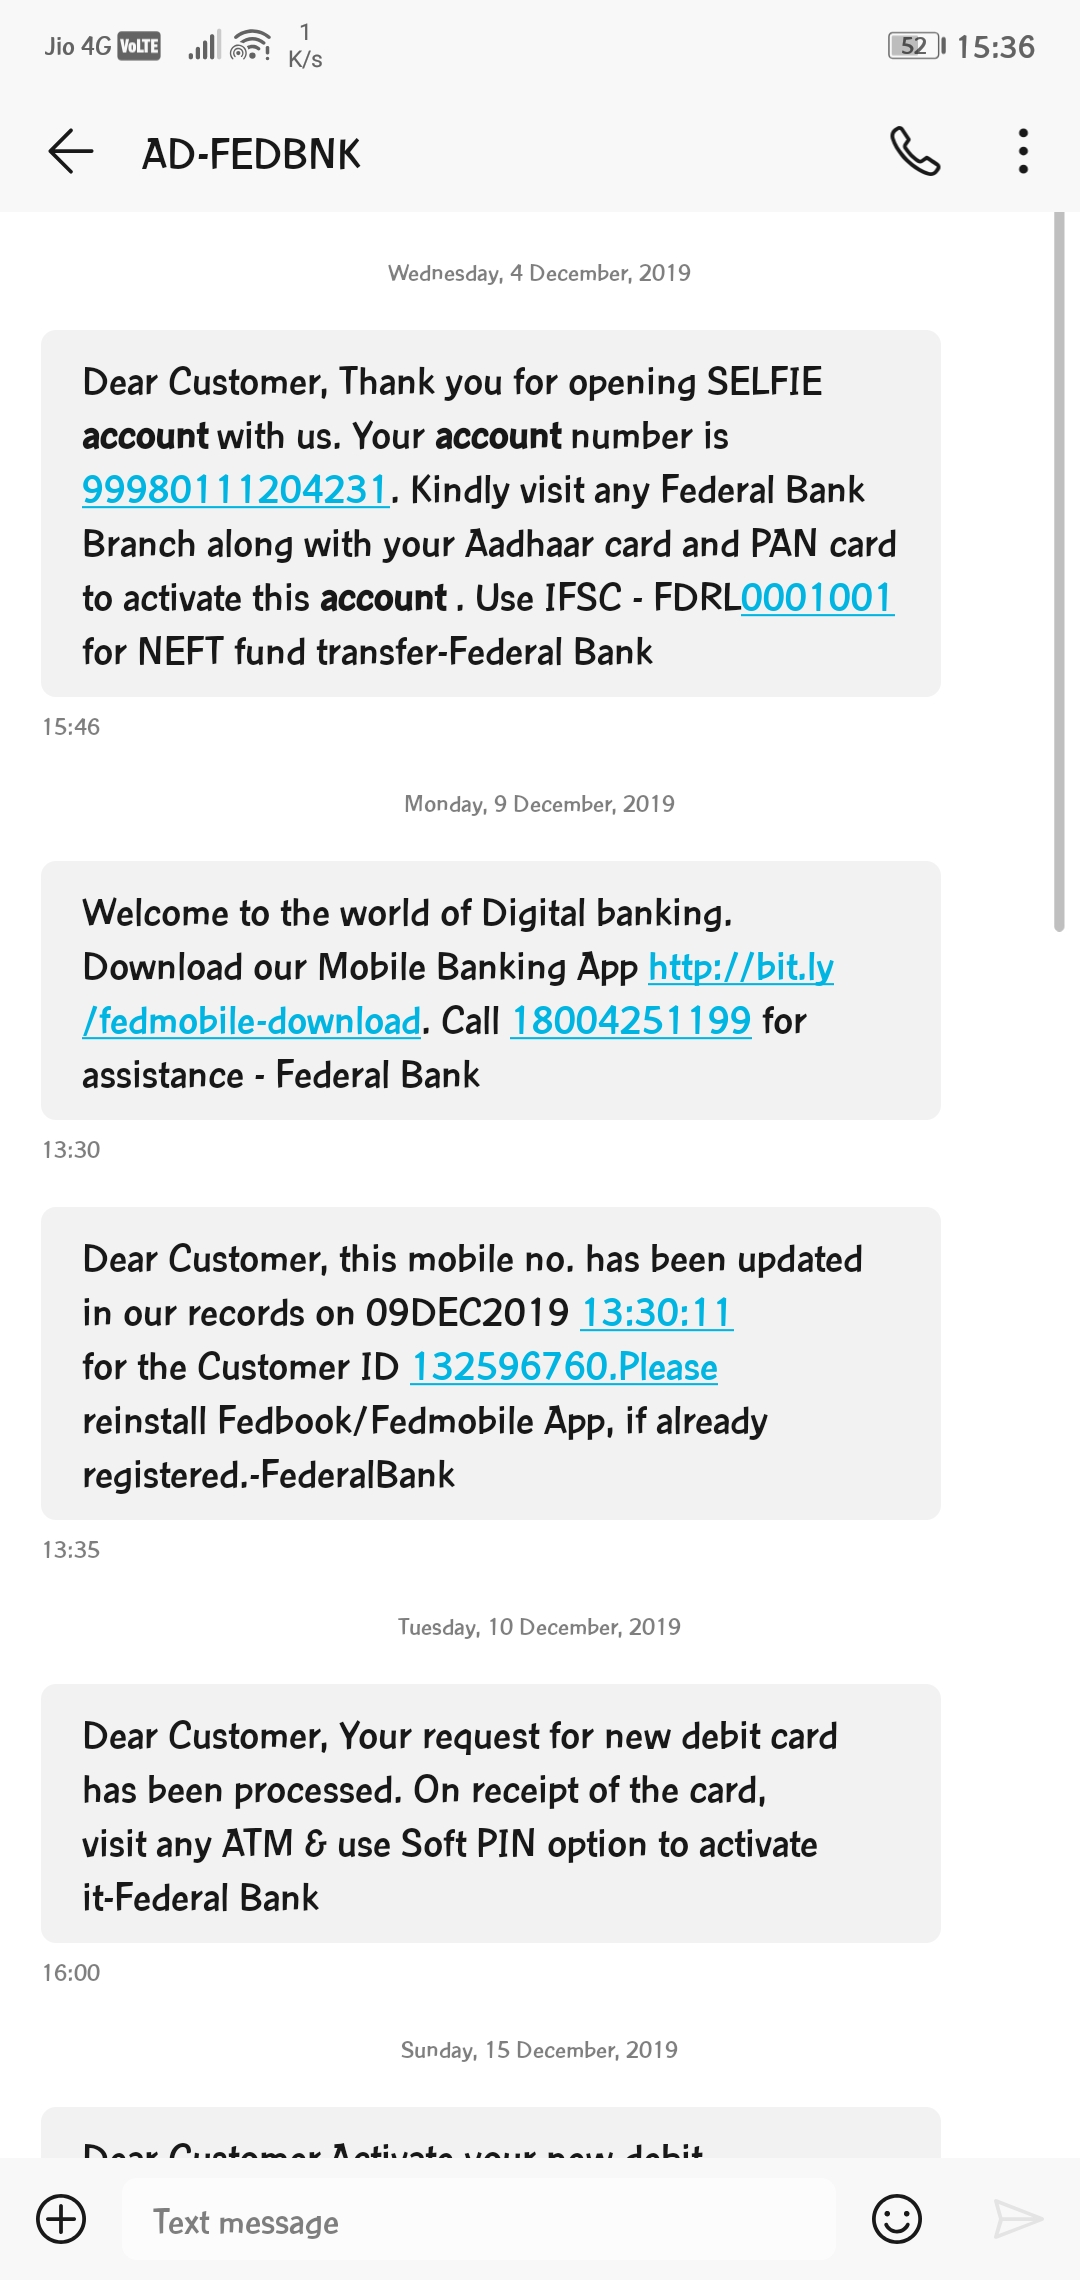 Jio 4G VoLTE 1 K/s 52 15:36
AD-FEDBNK
Wednesday, 4 December, 2019
Dear Customer, Thank you for opening SELFIE
account with us. Your account number is
99980111204231. Kindly visit any Federal Bank
Branch along with your Aadhaar card and PAN card
to activate this account . Use IFSC - FDRL0001001
for NEFT fund transfer-Federal Bank
15:46
Monday, 9 December, 2019
Welcome to the world of Digital banking.
Download our Mobile Banking App http://bit.ly
/fedmobile-download. Call 18004251199 for
assistance - Federal Bank
13:30
Dear Customer, this mobile no. has been updated
in our records on 09DEC2019 13:30:11
for the Customer ID 132596760.Please
reinstall Fedbook/Fedmobile App, if already
registered.-FederalBank
13:35
Tuesday, 10 December, 2019
Dear Customer, Your request for new debit card
has been processed. On receipt of the card,
visit any ATM & use Soft PIN option to activate
it-Federal Bank
16:00
Sunday, 15 December, 2019
Dear Customer Activate your new debit
Text message